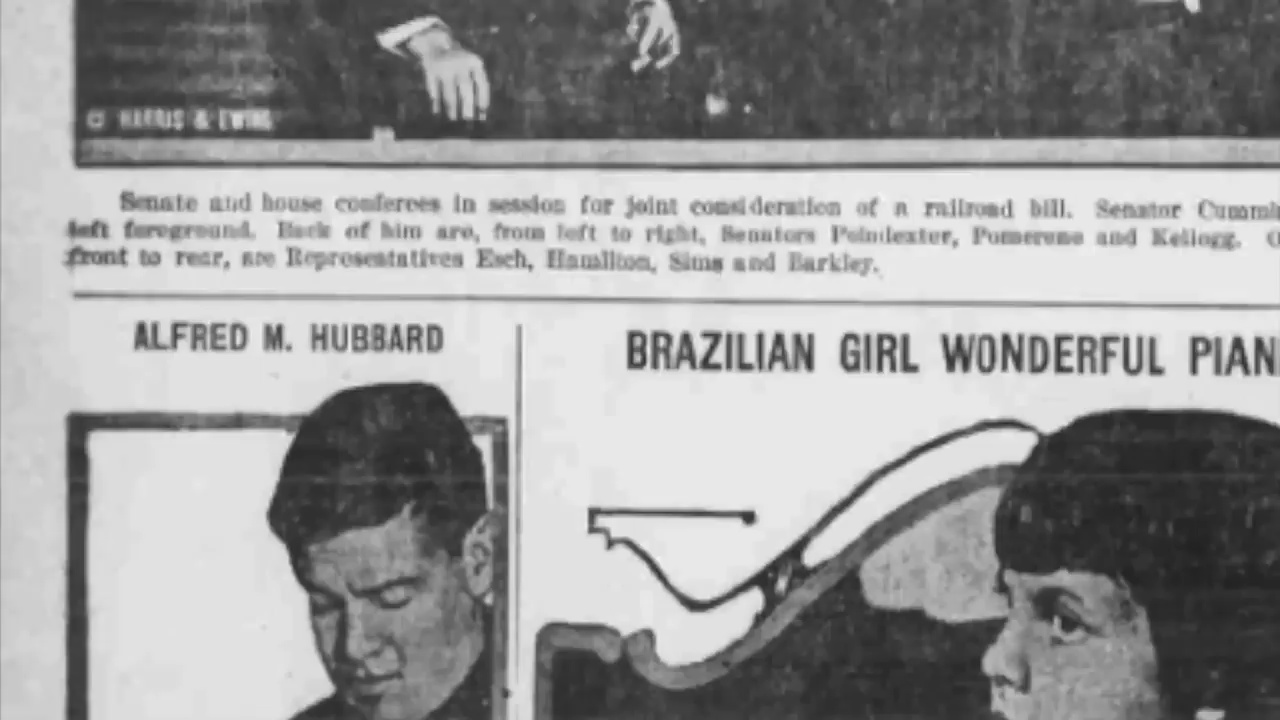 © HARRIS & EWING
Senate and house conferees in session for joint consideration of a railroad bill. Senator
left foreground. Back of him are, from left to right, Senators Poindexter, Pomerene and Kellogg.
front to rear, are Representatives Esch, Hamilton, Sims and Barkley.
ALFRED M. HUBBARD
BRAZILIAN GIRL WONDERFUL PIAN